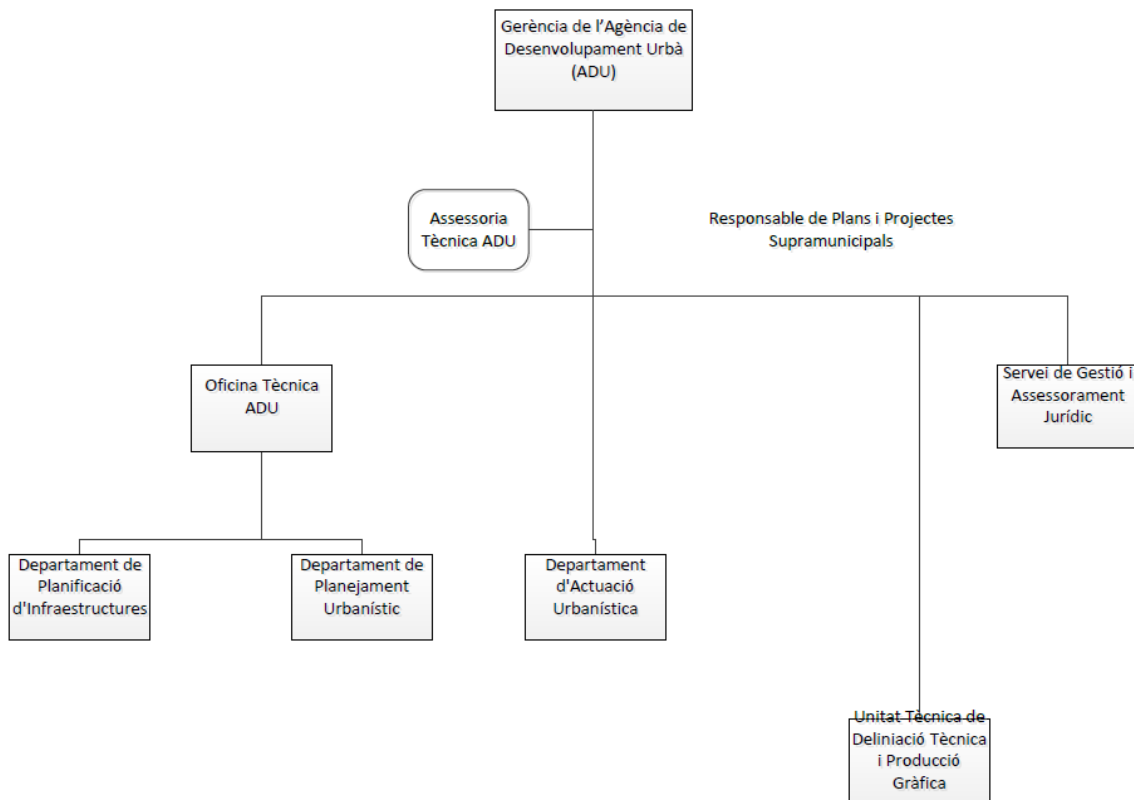 Gerència de l'Agència de
Desenvolupament Urbà
(ADU)
Assessoria
Tècnica ADU
Responsable de Plans i Projectes
Supramunicipals
Oficina Tècnica
ADU
Servei de Gestió i
Assessorament
Jurídic
Departament de
Planificació
d'Infraestructures
Departament de
Planejament
Urbanístic
Departament
d'Actuació
Urbanística
Unitat Tècnica de
Deliniació Tècnica
i Producció
Gràfica